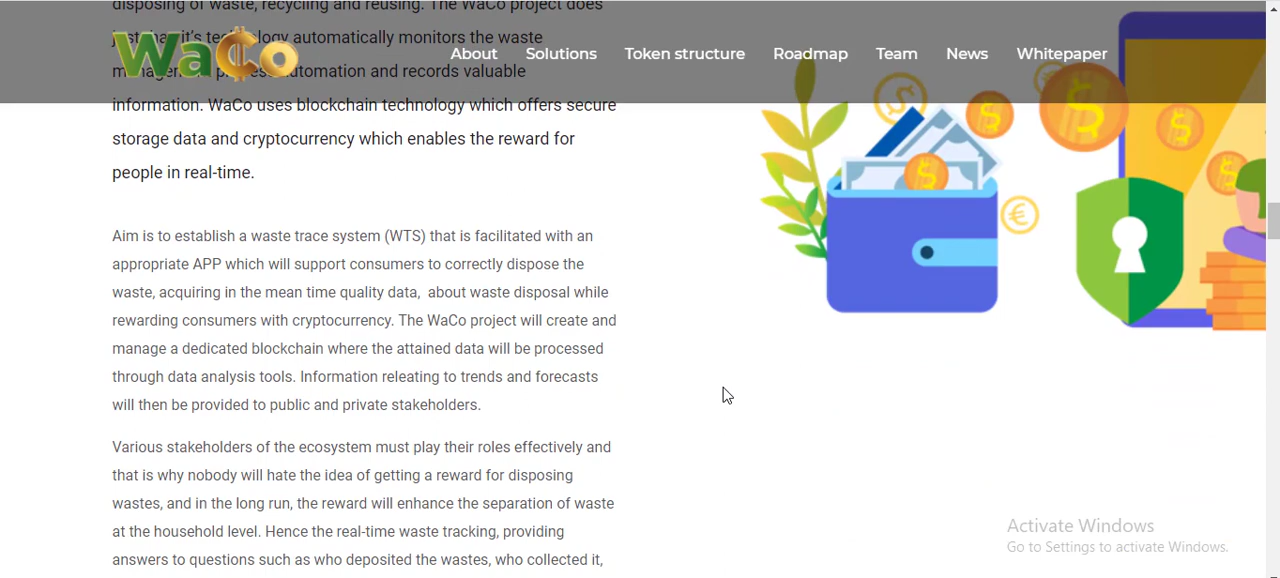 disposing of waste, recycling and reusing. The WaCo project does
WaCo
About Solutions Token structure Roadmap Team News Whitepaper
automatically monitors the waste
automation and records valuable
information. WaCo uses blockchain technology which offers secure
storage data and cryptocurrency which enables the reward for
people in real-time.
Aim is to establish a waste trace system (WTS) that is facilitated with an
appropriate APP which will support consumers to correctly dispose the
waste, acquiring in the mean time quality data, about waste disposal while
rewarding consumers with cryptocurrency. The WaCo project will create and
manage a dedicated blockchain where the attained data will be processed
through data analysis tools. Information releating to trends and forecasts
will then be provided to public and private stakeholders.
Various stakeholders of the ecosystem must play their roles effectively and
that is why nobody will hate the idea of getting a reward for disposing
wastes, and in the long run, the reward will enhance the separation of waste
at the household level. Hence the real-time waste tracking, providing
answers to questions such as who deposited the wastes, who collected it,
Activate Windows
Go to Settings to activate Windows.